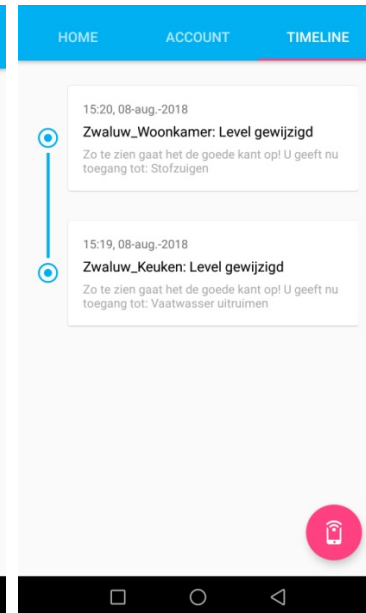 HOME ACCOUNT TIMELINE
15:20, 08-aug.-2018
Zwaluw_Woonkamer: Level gewijzigd
Zo te zien gaat het de goede kant op! U geeft nu
toegang tot: Stofzuigen
15:19, 08-aug.-2018
Zwaluw_Keuken: Level gewijzigd
Zo te zien gaat het de goede kant op! U geeft nu
toegang tot: Vaatwasser uitruimen